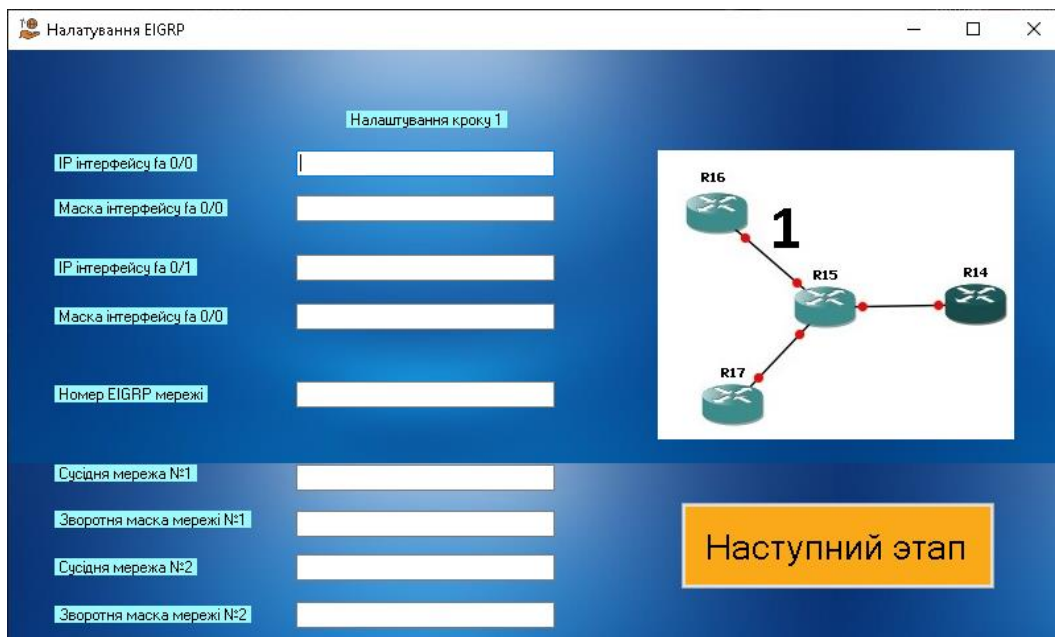 Налатування EIGRP
Налаштування кроку 1
IP інтерфейсу fa 0/0
Маска інтерфейсу fa 0/0
IP інтерфейсу fa 0/1
Маска інтерфейсу fa 0/0
Номер EIGRP мережі
Сусідня мережа №1
Зворотня маска мережі №1
Сусідня мережа №2
Зворотня маска мережі №2
R16
1
R15
R14
R17
Наступний этап